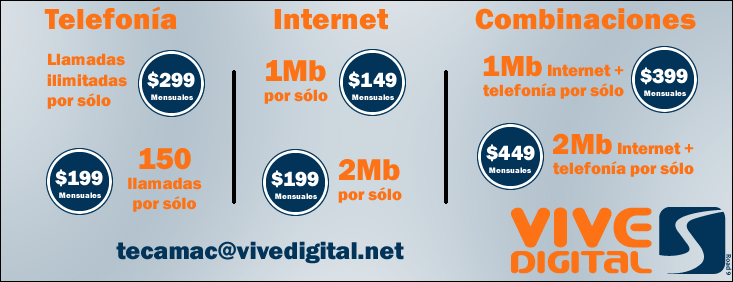 Telefonía
Llamadas
ilimitadas
por sólo
$299
Mensuales
$199
Mensuales
150
llamadas
por sólo
Internet
1Mb
por sólo
$149
Mensuales
$199
Mensuales
2Mb
por sólo
Combinaciones
1Mb Internet +
telefonía por sólo
$399
Mensuales
$449
Mensuales
2Mb Internet +
telefonía por sólo
tecamac@vivedigital.net
VIVE
DIGITAL
Road 9